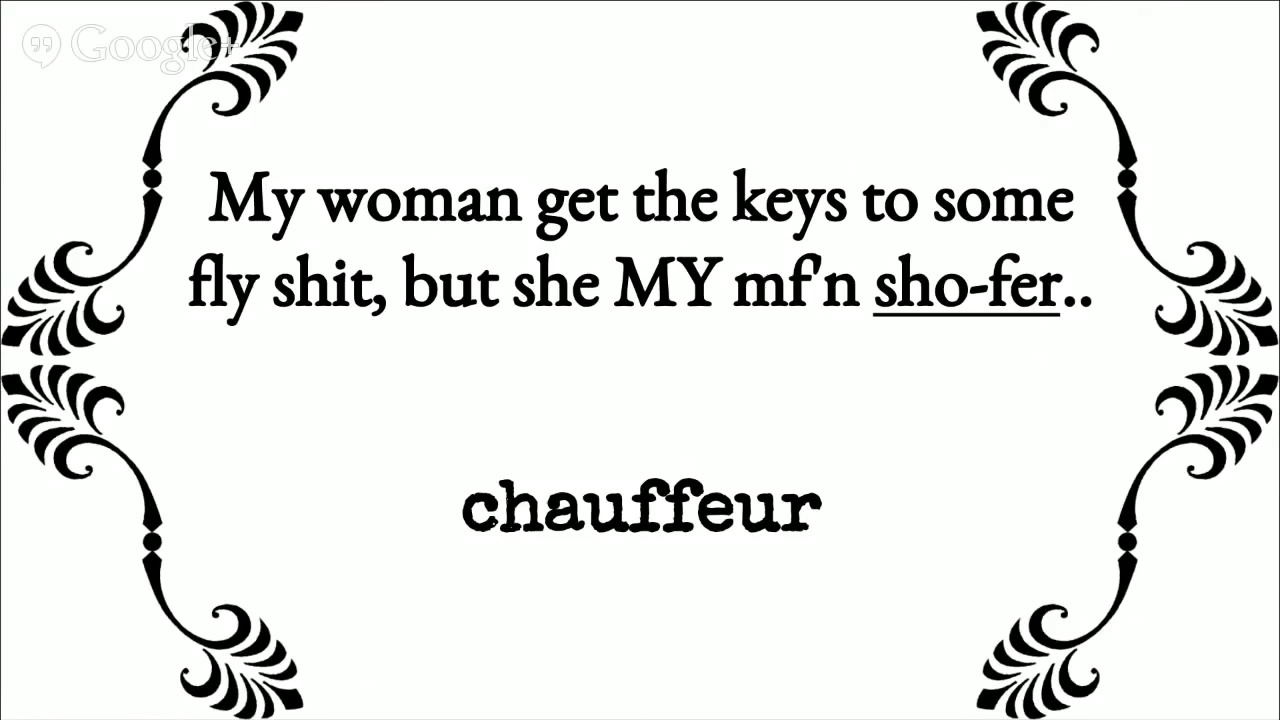 Google+
My woman get the keys to some
fly shit, but she MY mf'n sho-fer..
chauffeur